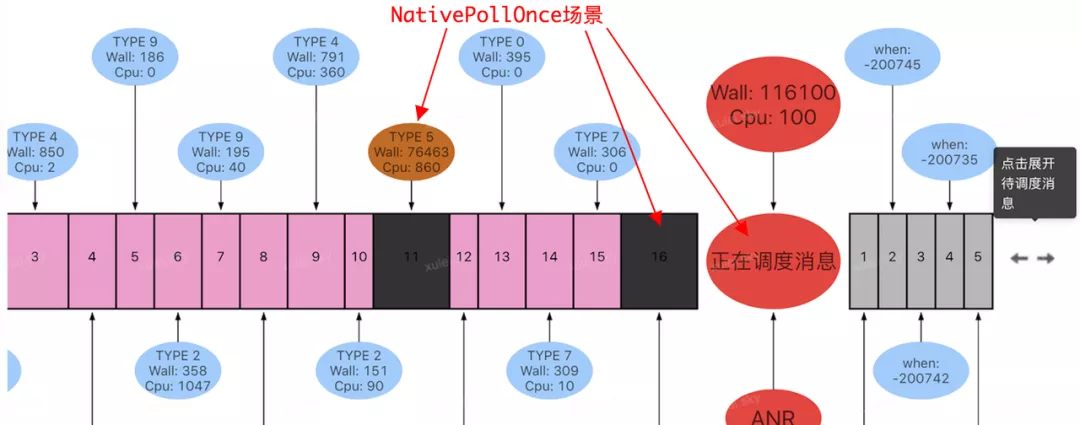 NativePollOnce场景
TYPE 9
Wall: 186
Cpu: 0
TYPE 4
Wall: 791
Cpu: 360
TYPE 0
Wall: 395
Cpu: 0
Wall: 116100
Cpu: 100
when:
-200745
TYPE 4
Wall: 850
Cpu: 2
TYPE 9
Wall: 195
Cpu: 40
TYPE 5
Wall: 76463
Cpu: 860
TYPE 7
Wall: 306
Cpu: 0
when:
-200735
点击展开
待调度消
息
3 4 5 6 7 8 9 10 11 12 13 14 15 16
正在调度消息
1 2 3 4 5
TYPE 2
Wall: 358
Cpu: 1047
TYPE 2
Wall: 151
Cpu: 90
TYPE 7
Wall: 309
Cpu: 10
when:
-200742
ANR